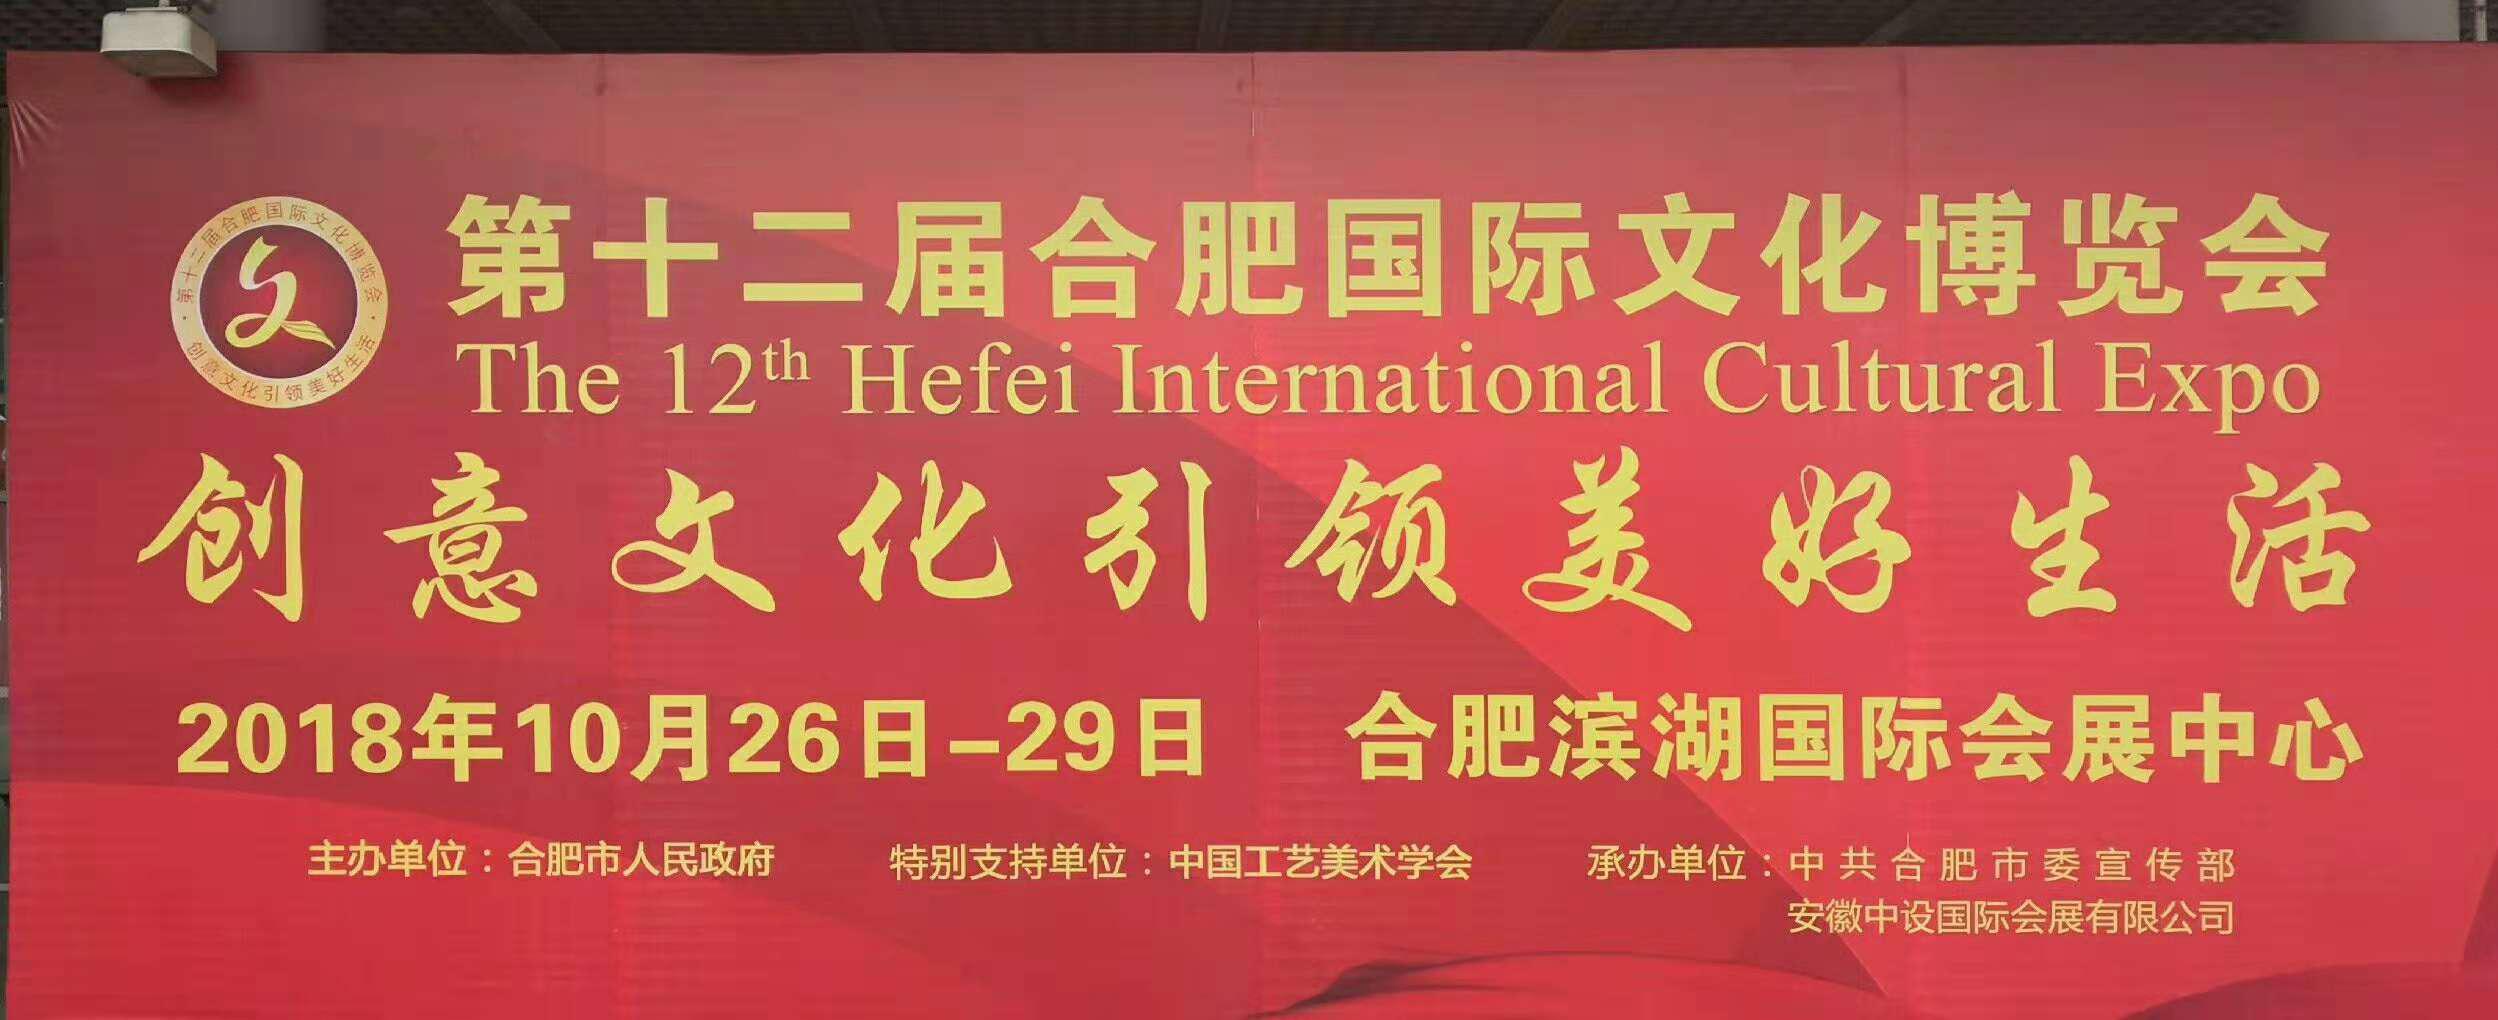 第十二届合肥国际文化博览会
创意文化引领美好生活
第十二届合肥国际文化博览会
The 12th Hefei International Cultural Expo
创意文化引领美好生活
2018年10月26日-29日 合肥滨湖国际会展中心
主办单位：合肥市人民政府 特别支持单位：中国工艺美术学会 承办单位：中共合肥市委宣传部
安徽中设国际会展有限公司